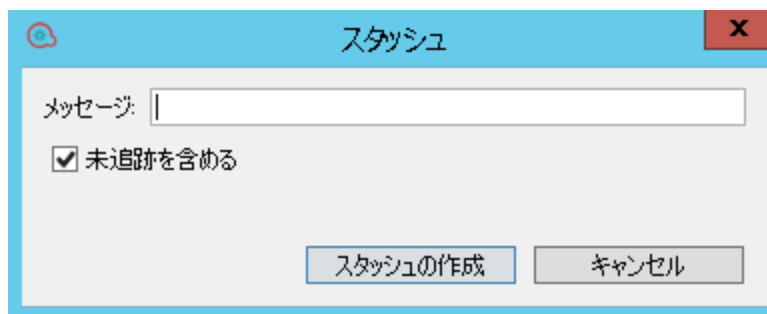 スタッシュ
x
メッセージ:
未追跡を含める
スタッシュの作成 キャンセル